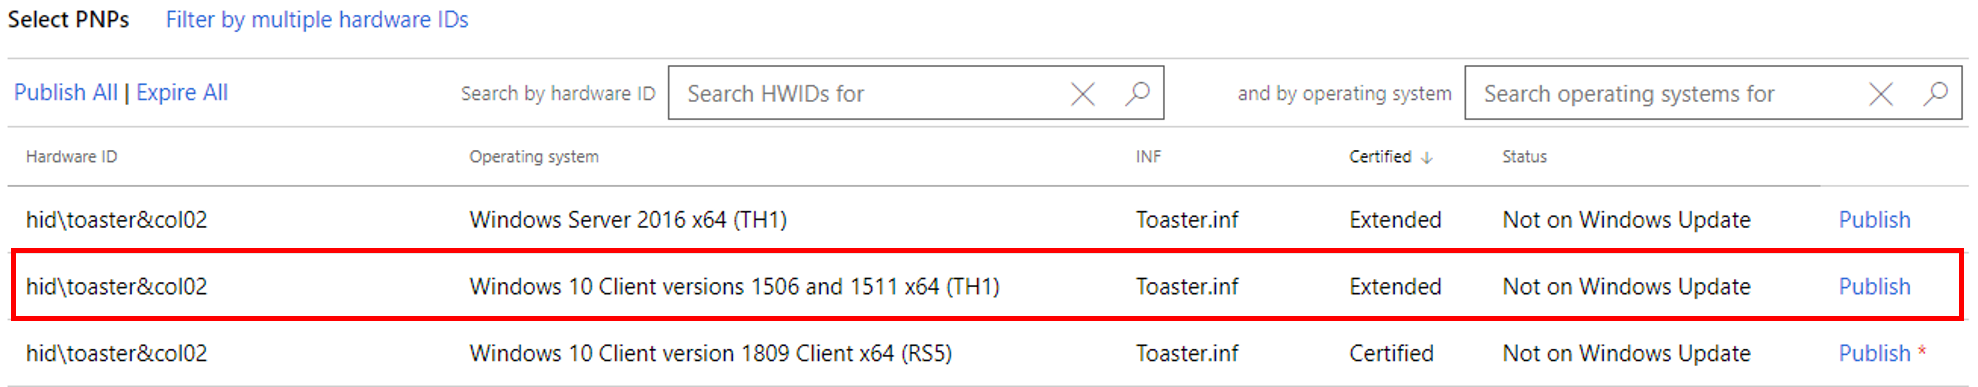 Select PNPs Filter by multiple hardware IDs
Publish All | Expire All Search by hardware ID Search HWIDs for and by operating system Search operating systems for
Hardware ID Operating system INF Certified ↓ Status
hid\toaster&col02 Windows Server 2016 x64 (TH1) Toaster.inf Extended Not on Windows Update Publish
hid\toaster&col02 Windows 10 Client versions 1506 and 1511 x64 (TH1) Toaster.inf Extended Not on Windows Update Publish
hid\toaster&col02 Windows 10 Client version 1809 Client x64 (RS5) Toaster.inf Certified Not on Windows Update Publish *